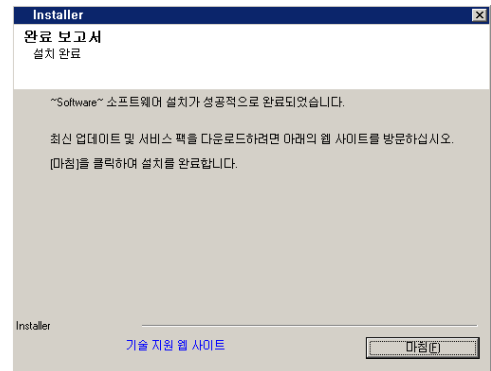 Installer
완료 보고서
설치 완료
~Software~ 소프트웨어 설치가 성공적으로 완료되었습니다.
최신 업데이트 및 서비스 팩을 다운로드하려면 아래의 웹 사이트를 방문하십시오.
[마침]을 클릭하여 설치를 완료합니다.
Installer
기술 지원 웹 사이트
마침(F)